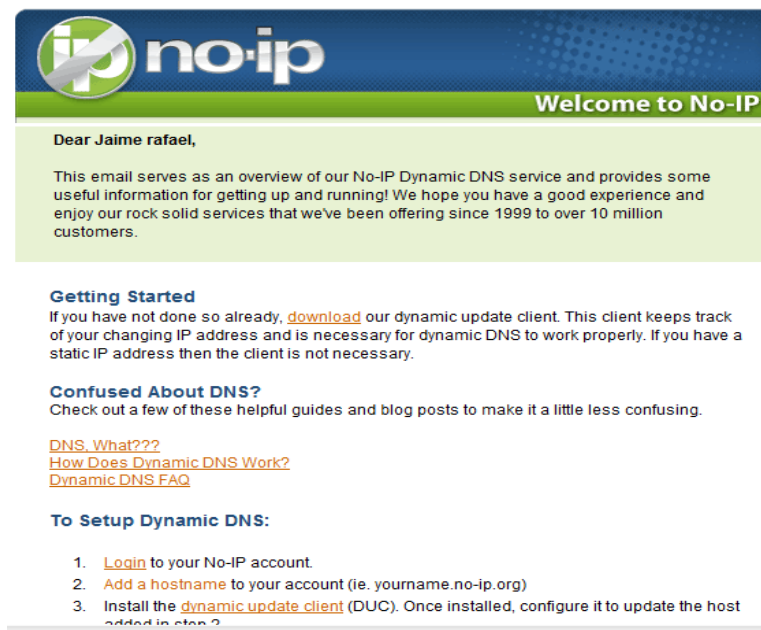 ip no·ip
Welcome to No-IP
Dear Jaime rafael,
This email serves as an overview of our No-IP Dynamic DNS service and provides some
useful information for getting up and running! We hope you have a good experience and
enjoy our rock solid services that we've been offering since 1999 to over 10 million
customers.
Getting Started
If you have not done so already, download our dynamic update client. This client keeps track
of your changing IP address and is necessary for dynamic DNS to work properly. If you have a
static IP address then the client is not necessary.
Confused About DNS?
Check out a few of these helpful guides and blog posts to make it a little less confusing.
DNS, What???
How Does Dynamic DNS Work?
Dynamic DNS FAQ
To Setup Dynamic DNS:
1. Login to your No-IP account.
2. Add a hostname to your account (ie. yourname.no-ip.org)
3. Install the dynamic update client (DUC). Once installed, configure it to update the host
added in step 2